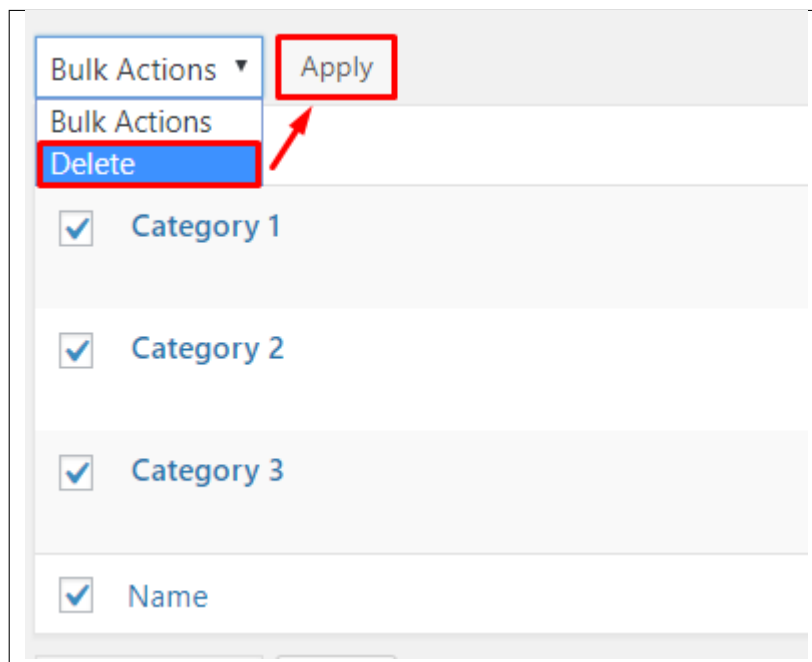 Bulk Actions Apply
Bulk Actions
Delete
Category 1
Category 2
Category 3
Name